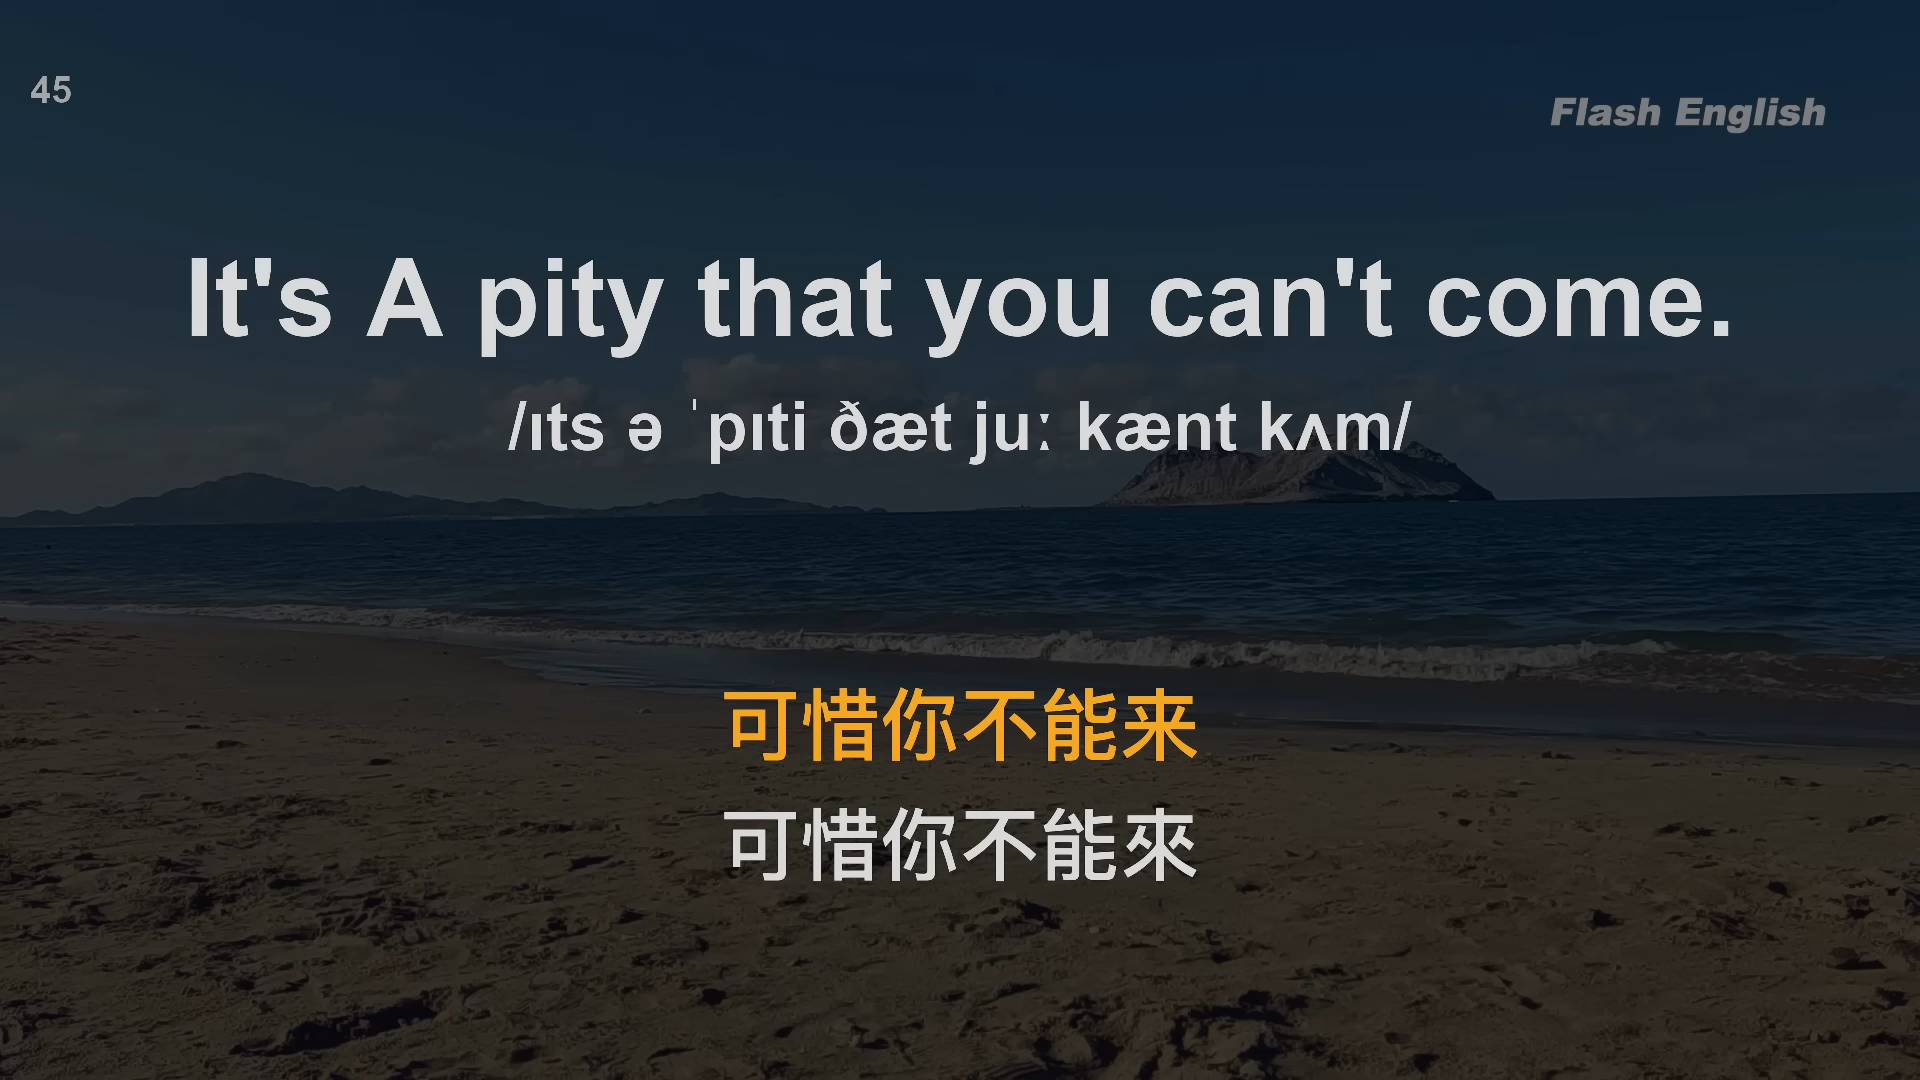 45
Flash English
It's A pity that you can't come.
/ɪts ə ˈpɪti ðæt juː kænt kʌm/
可惜你不能来
可惜你不能來